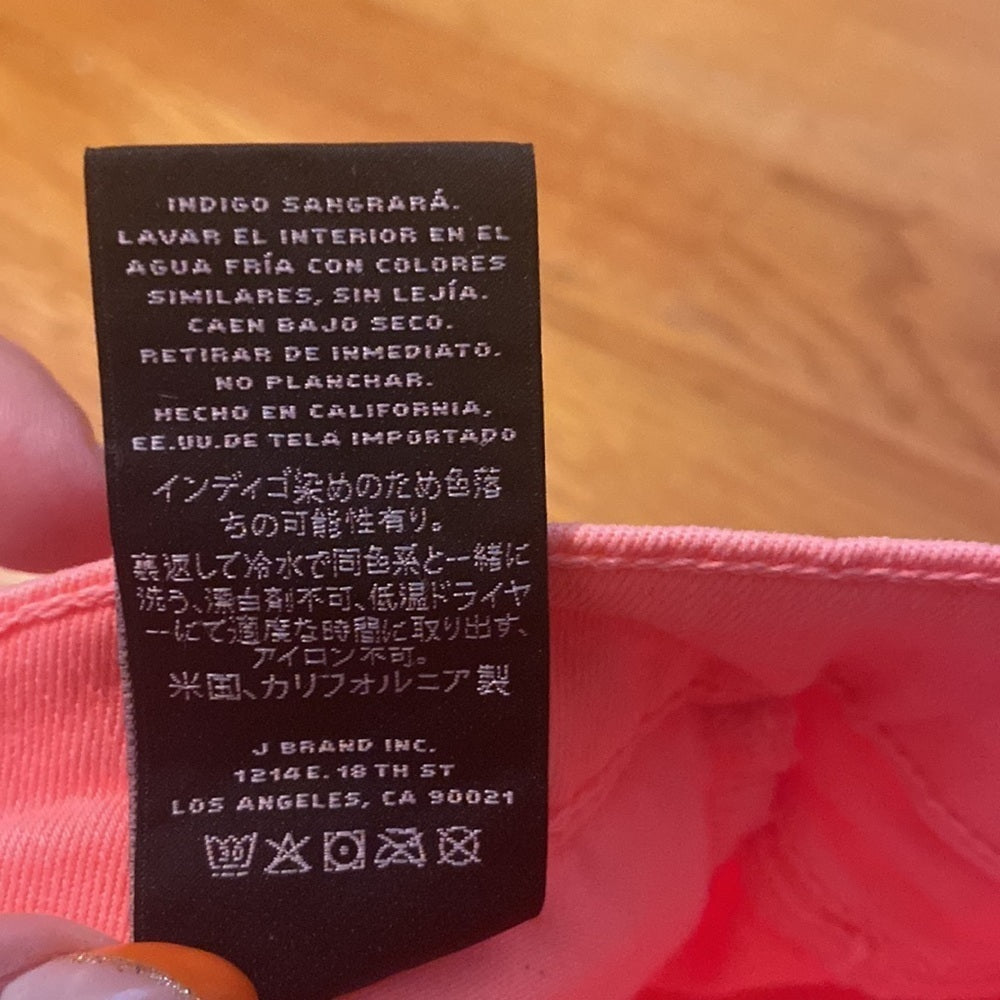 INDIGO SANGRARÁ.
LAVAR EL INTERIOR EN EL
AGUA FRÍA CON COLORES
SIMILARES, SIN LEJÍA.
CAEN BAJO SECO.
RETIRAR DE INMEDIATO.
NO PLANCHAR.
HECHO EN CALIFORNIA,
EE.UU.DE TELA IMPORTADO
インディゴ染めのため色落
ちの可能性有り。
裏返して冷水で同色系と一緒に
洗う、漂白剤不可、低温ドライヤ
ーにて適度な時間に取り出す、
アイロン不可。
米国、カリフォルニア製
J BRAND INC.
1214 E. 18 TH ST
LOS ANGELES, CA 90021
30